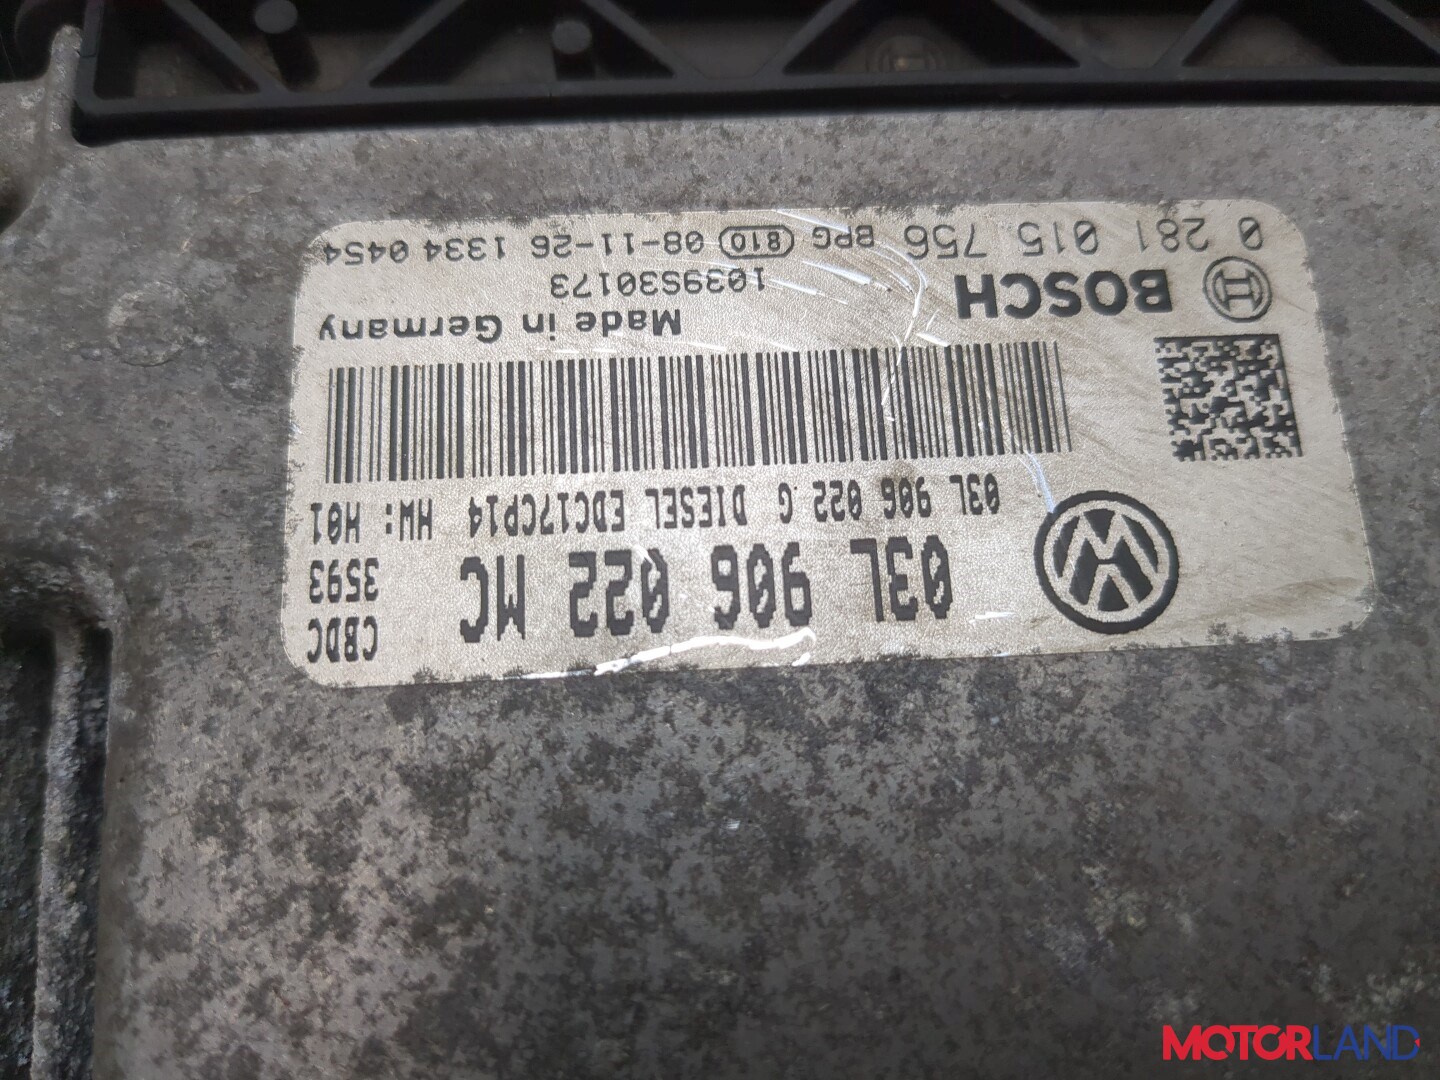 CBDC
3593
03L 906 022 MC
03L 906 022 G DIESEL EDC17CP14 HW: H01
Made in Germany
BOSCH
1039S30173
0 281 015 756 BPG 810 08-11-26 1334 0454
MOTORLAND